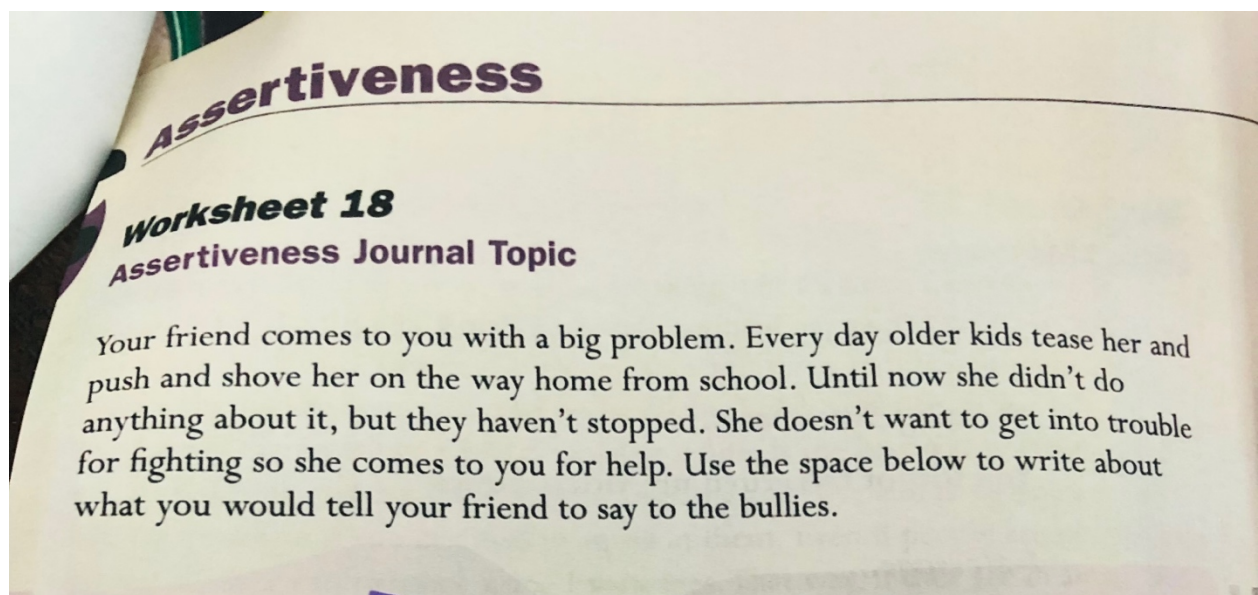 Assertiveness
Worksheet 18
Assertiveness Journal Topic
Your friend comes to you with a big problem. Every day older kids tease her and
push and shove her on the way home from school. Until now she didn't do
anything about it, but they haven't stopped. She doesn't want to get into trouble
for fighting so she comes to you for help. Use the space below to write about
what you would tell your friend to say to the bullies.